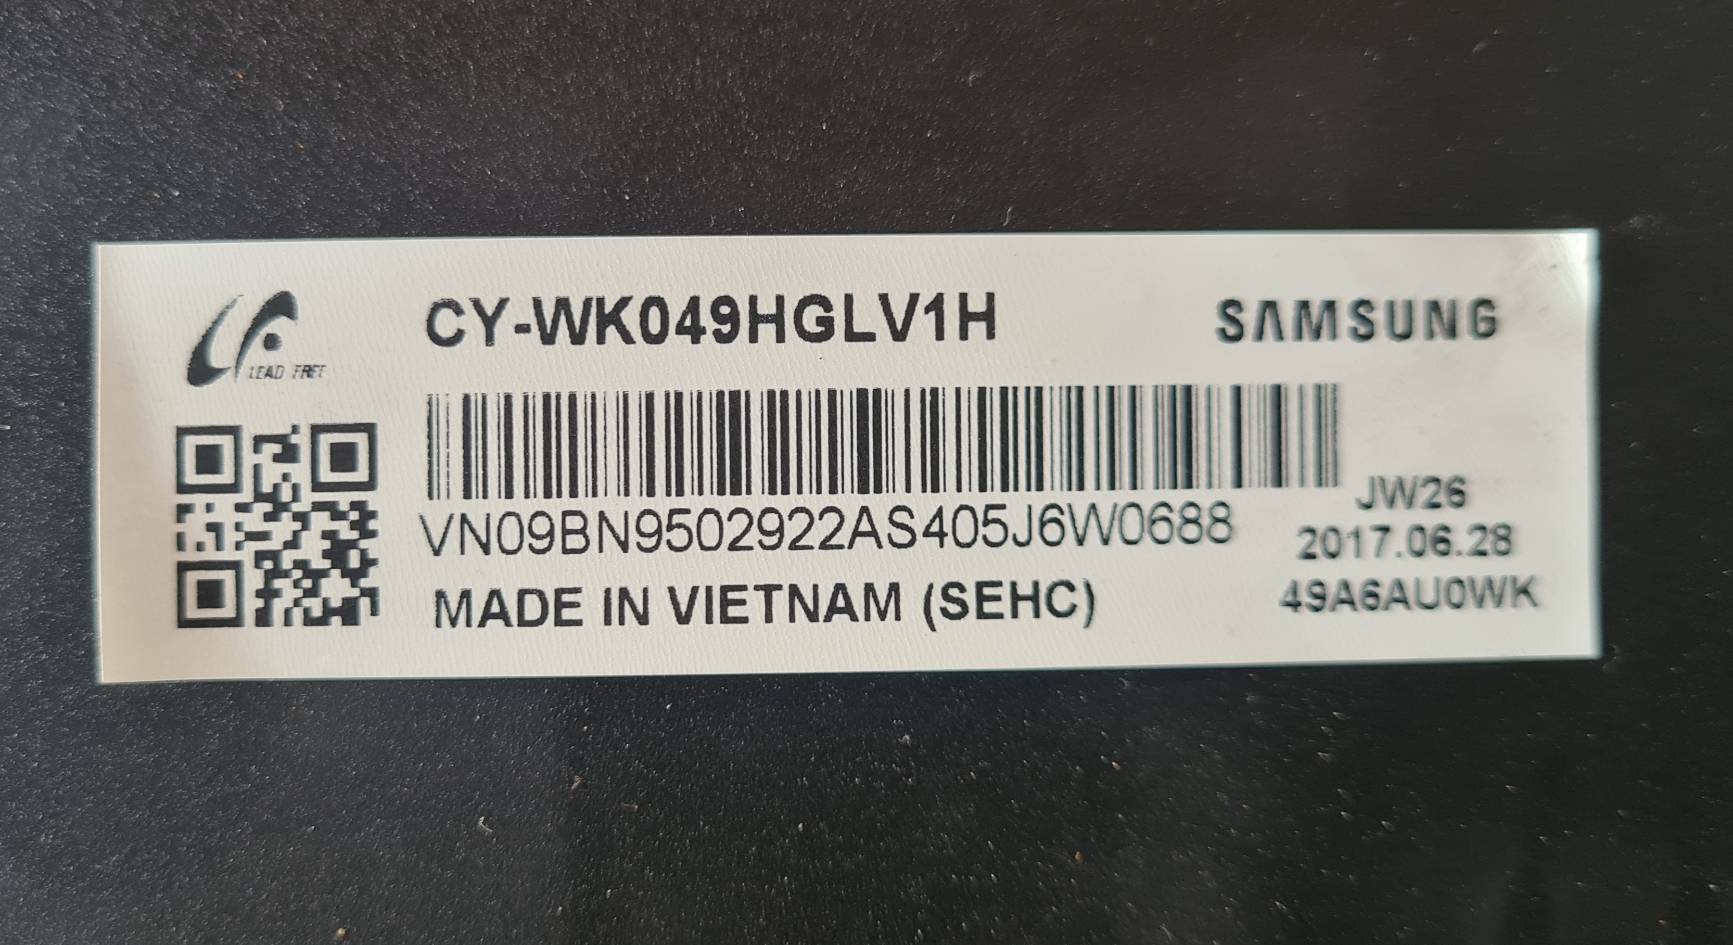 CY-WK049HGLV1H
SAMSUNG
LEAD FREE
VN09BN9502922AS405J6W0688
JW26
2017.06.28
MADE IN VIETNAM (SEHC)
49A6AU0WK